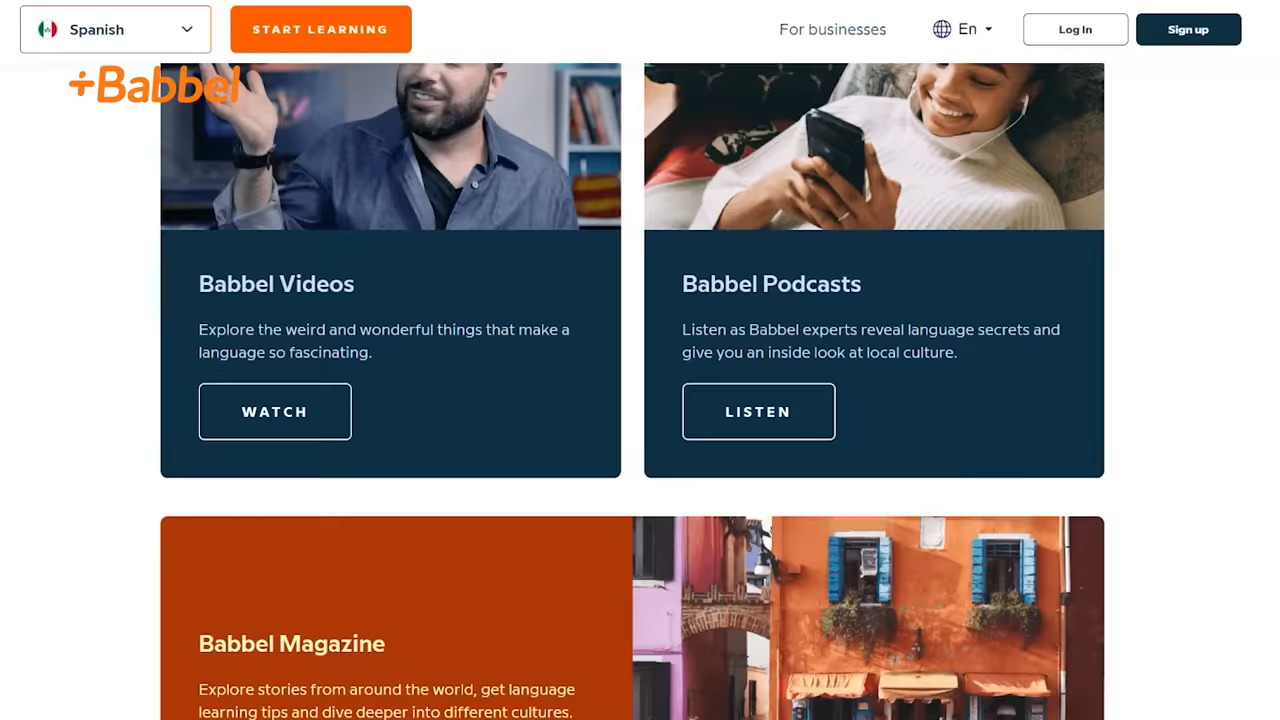 Spanish
START LEARNING
For businesses
En
Log In
Sign up
+Babbel
Babbel Videos
Explore the weird and wonderful things that make a
language so fascinating.
WATCH
Babbel Podcasts
Listen as Babbel experts reveal language secrets and
give you an inside look at local culture.
LISTEN
Babbel Magazine
Explore stories from around the world, get language
learning tips and dive deeper into different cultures.